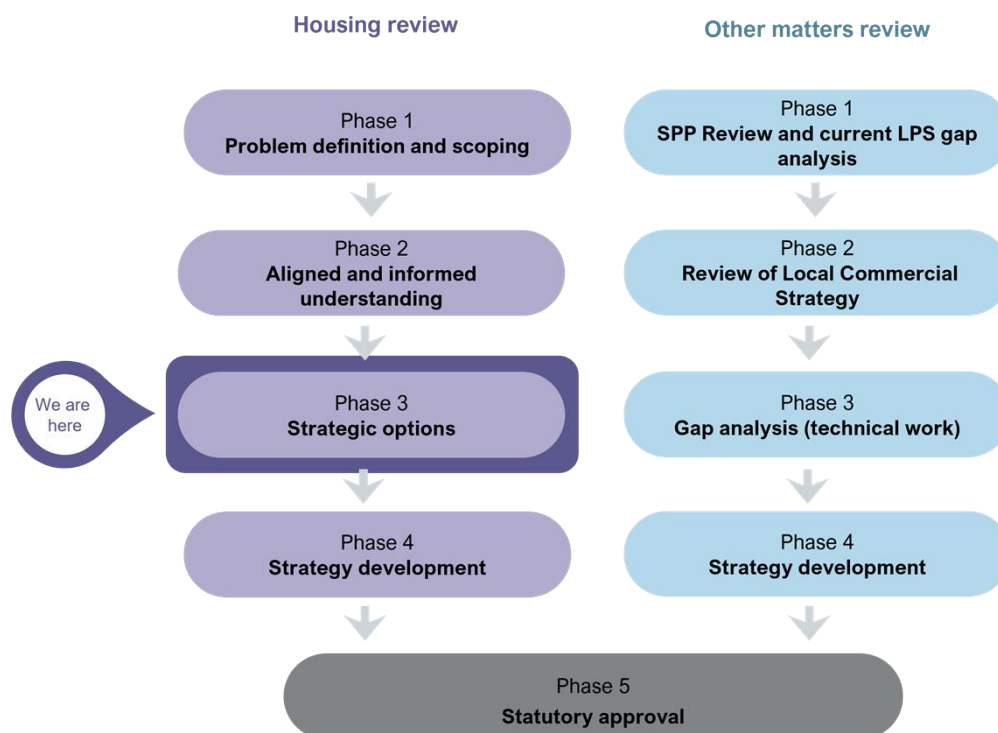 Housing review
Other matters review
Phase 1
Problem definition and scoping
Phase 1
SPP Review and current LPS gap
analysis
Phase 2
Aligned and informed
understanding
Phase 2
Review of Local Commercial
Strategy
We are
here
Phase 3
Strategic options
Phase 3
Gap analysis (technical work)
Phase 4
Strategy development
Phase 4
Strategy development
Phase 5
Statutory approval